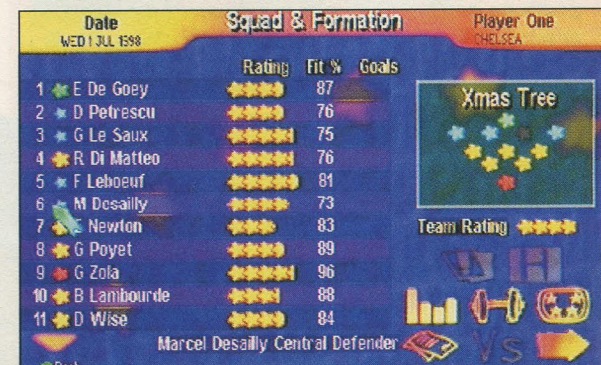 Date Squad & Formation Player One
WED 1 JUL 1998 CHELSEA
Rating Fit % Goals
1 E De Goey 87
2 D Petrescu 76
3 G Le Saux 75
4 R Di Matteo 76
5 F Leboeuf 81
6 M Desailly 73
7 Newton 83
8 G Poyet 89
9 G Zola 96
10 B Lambourde 88
11 D Wise 84
Xmas Tree
Team Rating
VS
Marcel Desailly Central Defender